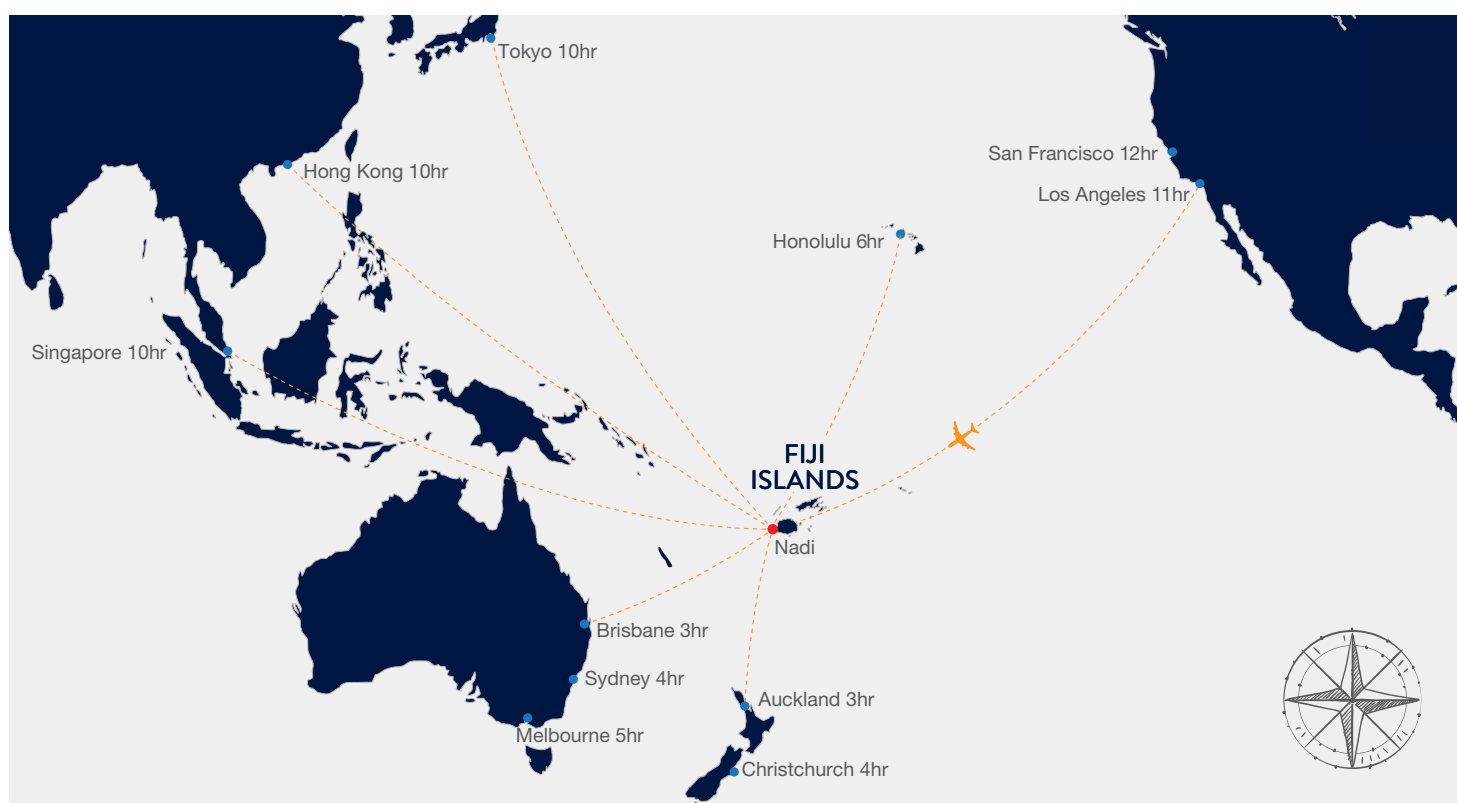 Tokyo 10hr
Hong Kong 10hr
San Francisco 12hr
Los Angeles 11hr
Honolulu 6hr
Singapore 10hr
FIJI
ISLANDS
Nadi
Brisbane 3hr
Sydney 4hr
Auckland 3hr
Melbourne 5hr
Christchurch 4hr